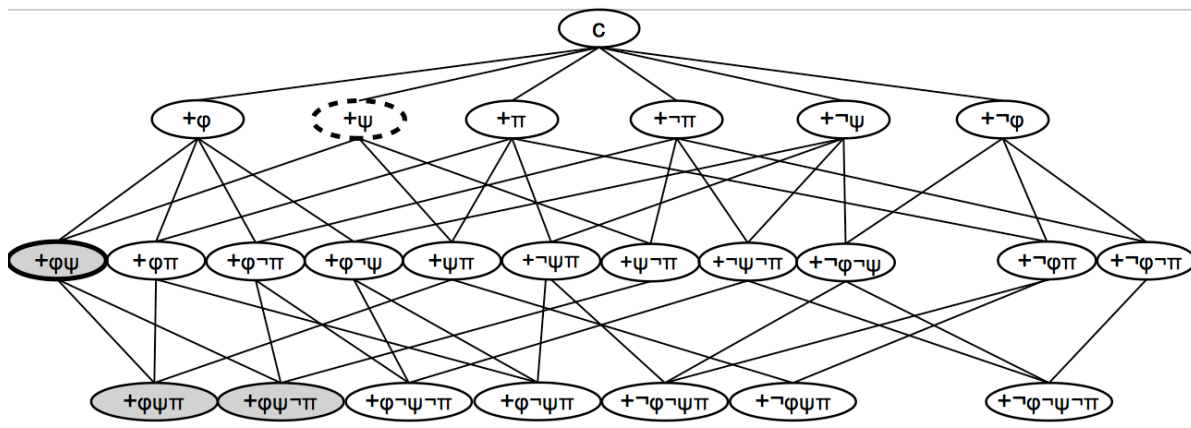 c
+φ +ψ +π +¬π +¬ψ +¬φ
+φψ +φπ +φ¬π +φ¬ψ +ψπ +¬ψπ +ψ¬π +¬ψ¬π +¬φ¬ψ +¬φπ +¬φ¬π
+φψπ +φψ¬π +φ¬ψ¬π +φ¬ψπ +¬φ¬ψπ +¬φψπ +¬φ¬ψ¬π